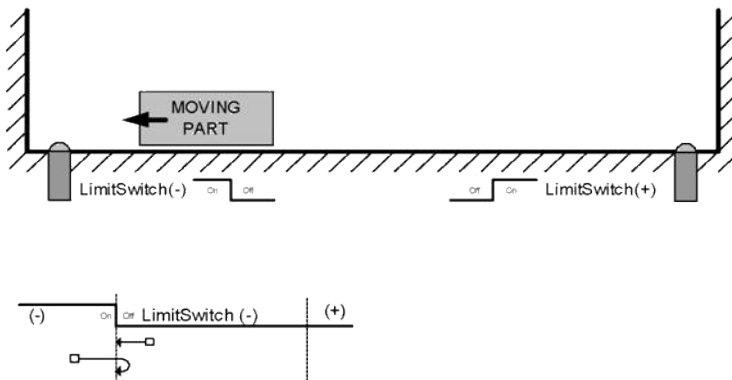 MOVING
PART
LimitSwitch(-) On Off
Off On LimitSwitch(+)
(-) On Off LimitSwitch (-) (+)